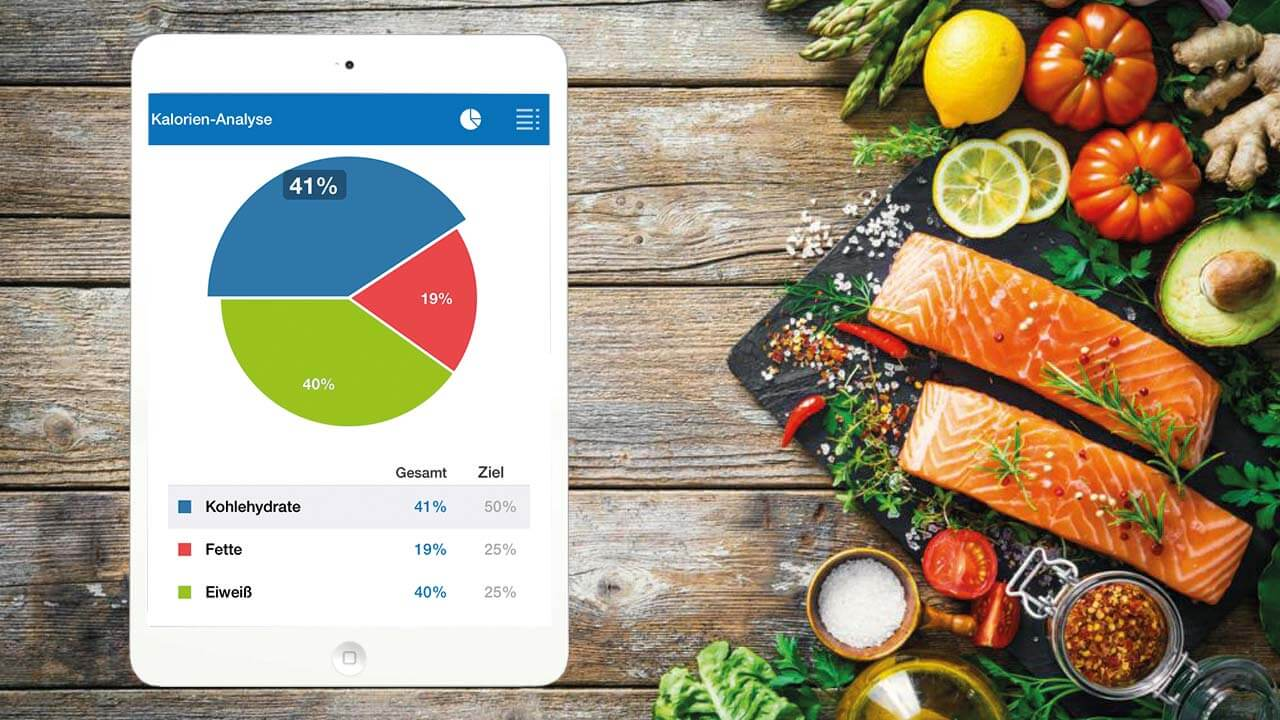 Kalorien-Analyse
41%
19%
40%
Gesamt Ziel
Kohlehydrate 41% 50%
Fette 19% 25%
Eiweiß 40% 25%